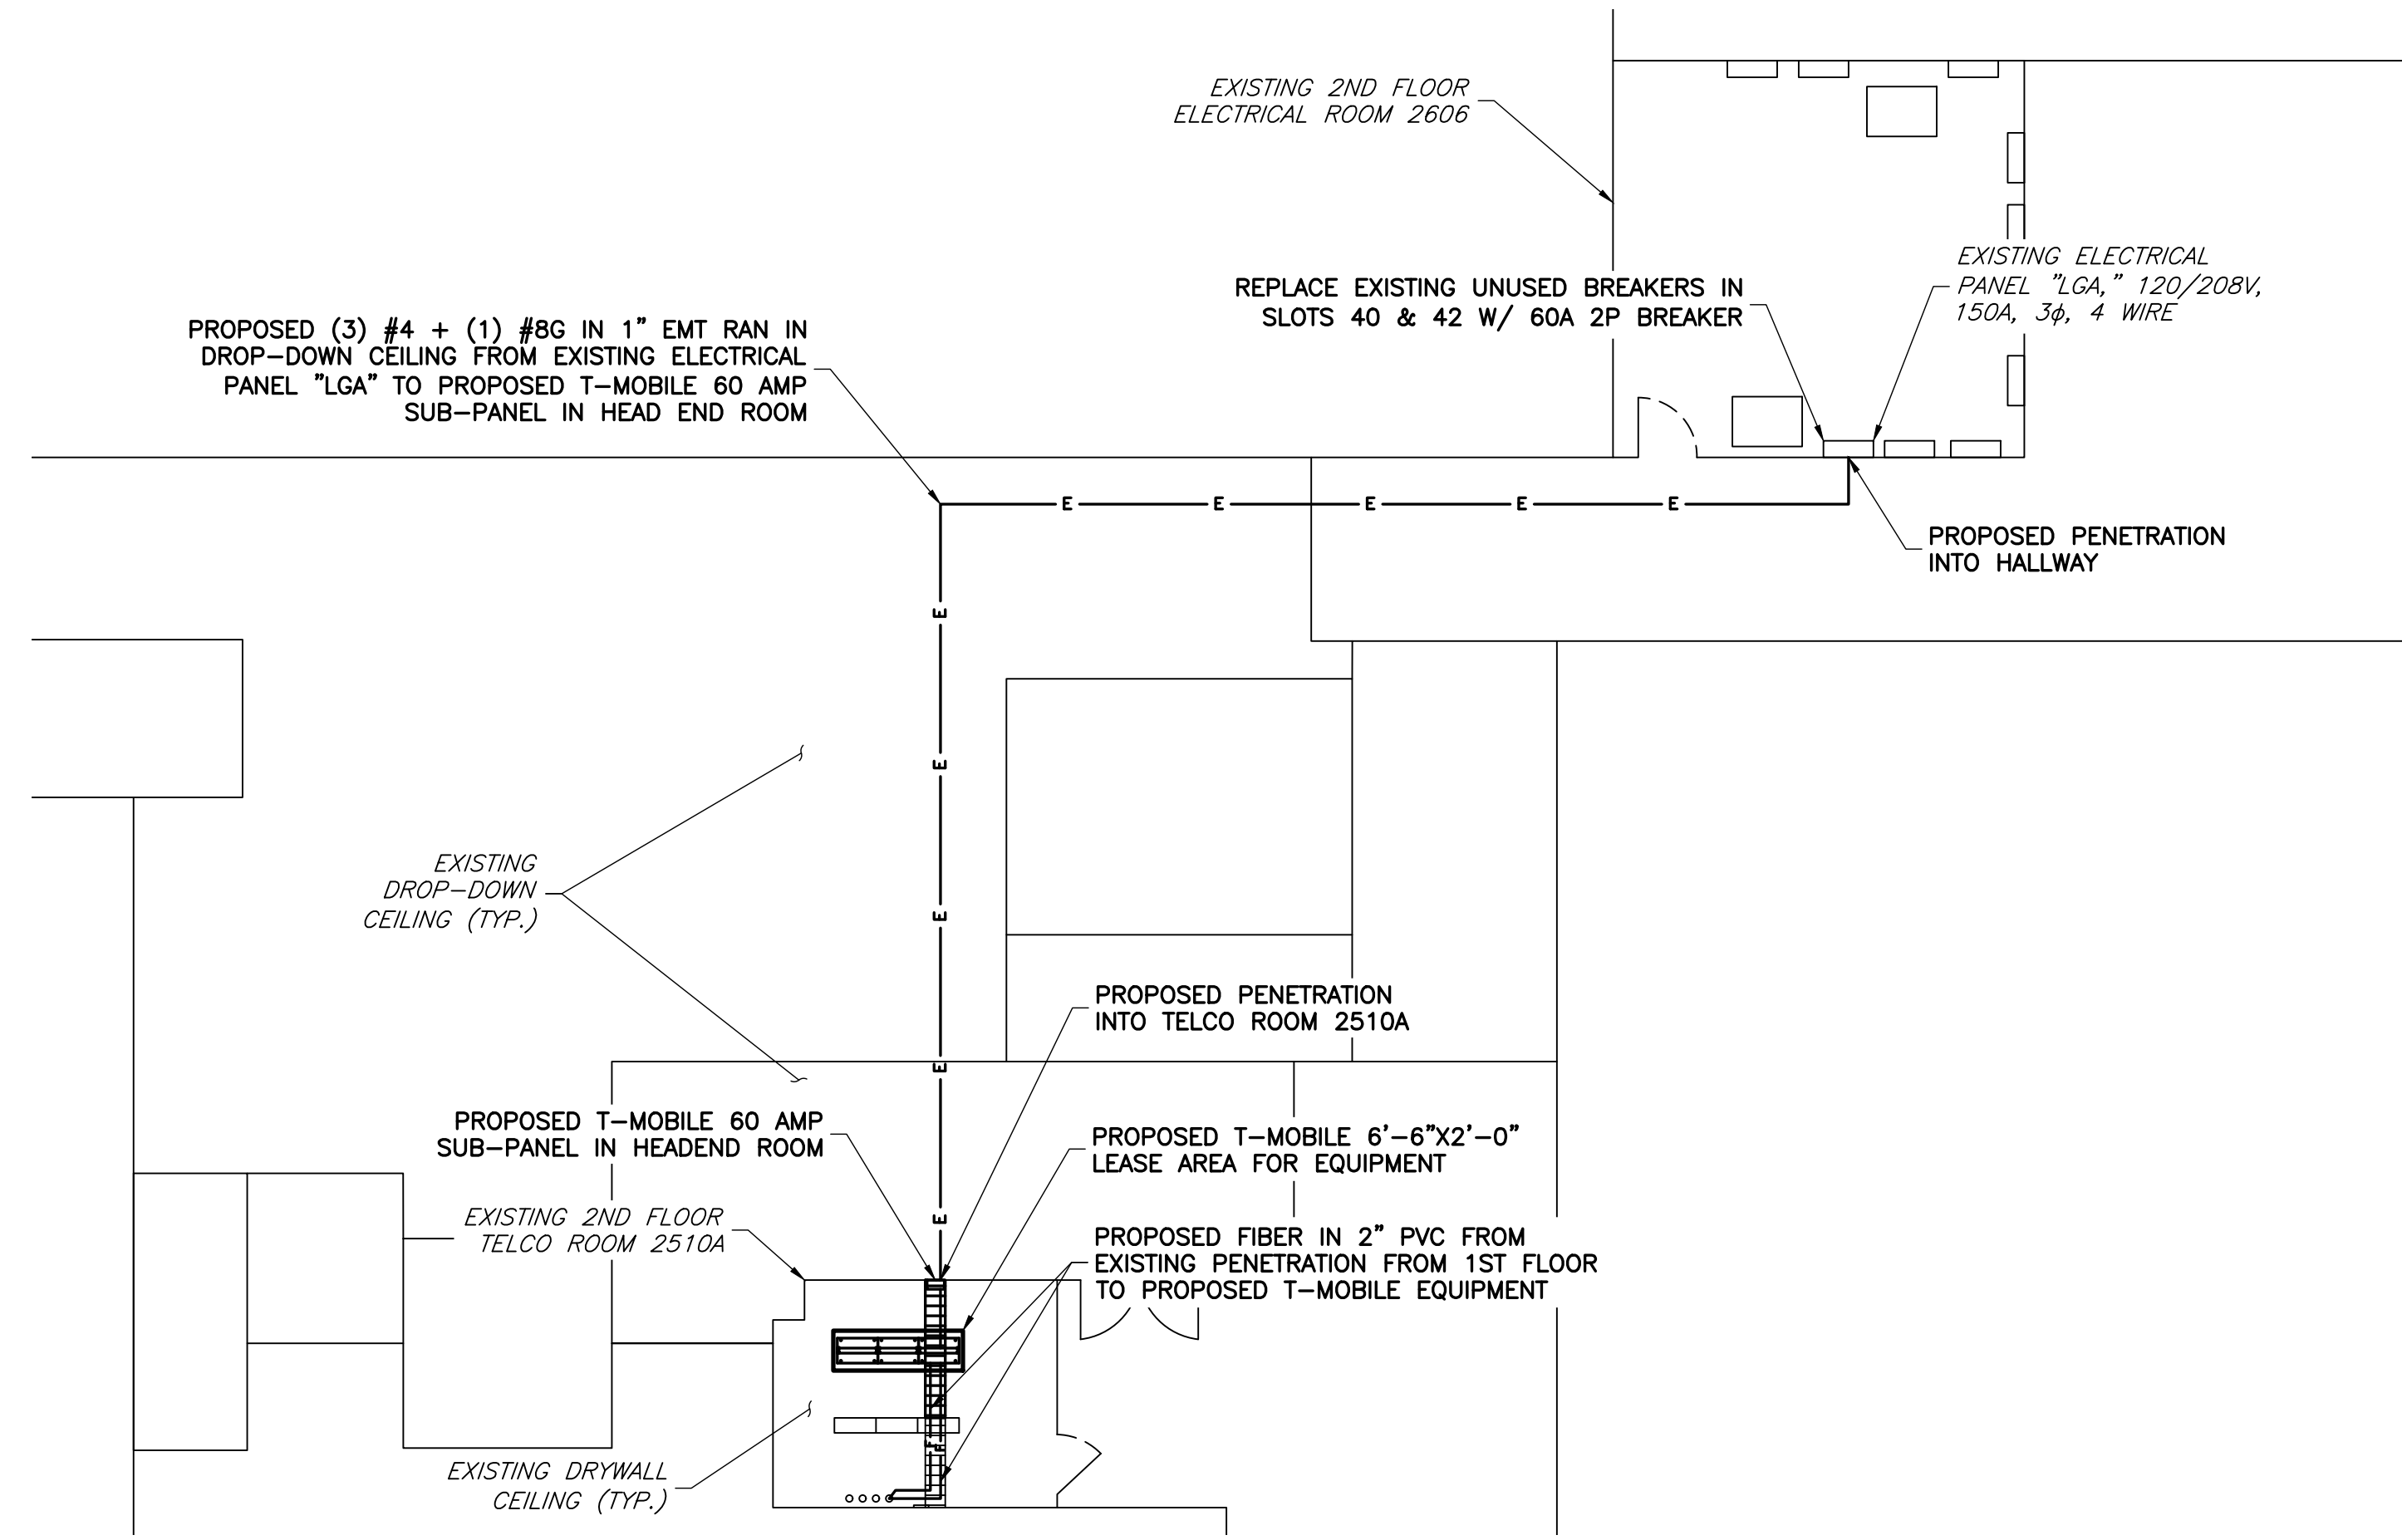 EXISTING 2ND FLOOR
ELECTRICAL ROOM 2606
EXISTING ELECTRICAL
PANEL "LGA," 120/208V,
150A, 3ϕ, 4 WIRE
REPLACE EXISTING UNUSED BREAKERS IN
SLOTS 40 & 42 W/ 60A 2P BREAKER
PROPOSED (3) #4 + (1) #8G IN 1" EMT RAN IN
DROP-DOWN CEILING FROM EXISTING ELECTRICAL
PANEL "LGA" TO PROPOSED T-MOBILE 60 AMP
SUB-PANEL IN HEAD END ROOM
E E E E E
PROPOSED PENETRATION
INTO HALLWAY
E
E
E
E
E
EXISTING
DROP-DOWN
CEILING (TYP.)
PROPOSED PENETRATION
INTO TELCO ROOM 2510A
PROPOSED T-MOBILE 60 AMP
SUB-PANEL IN HEADEND ROOM
PROPOSED T-MOBILE 6'-6"X2'-0"
LEASE AREA FOR EQUIPMENT
EXISTING 2ND FLOOR
TELCO ROOM 2510A
PROPOSED FIBER IN 2" PVC FROM
EXISTING PENETRATION FROM 1ST FLOOR
TO PROPOSED T-MOBILE EQUIPMENT
F F
EXISTING DRYWALL
CEILING (TYP.)